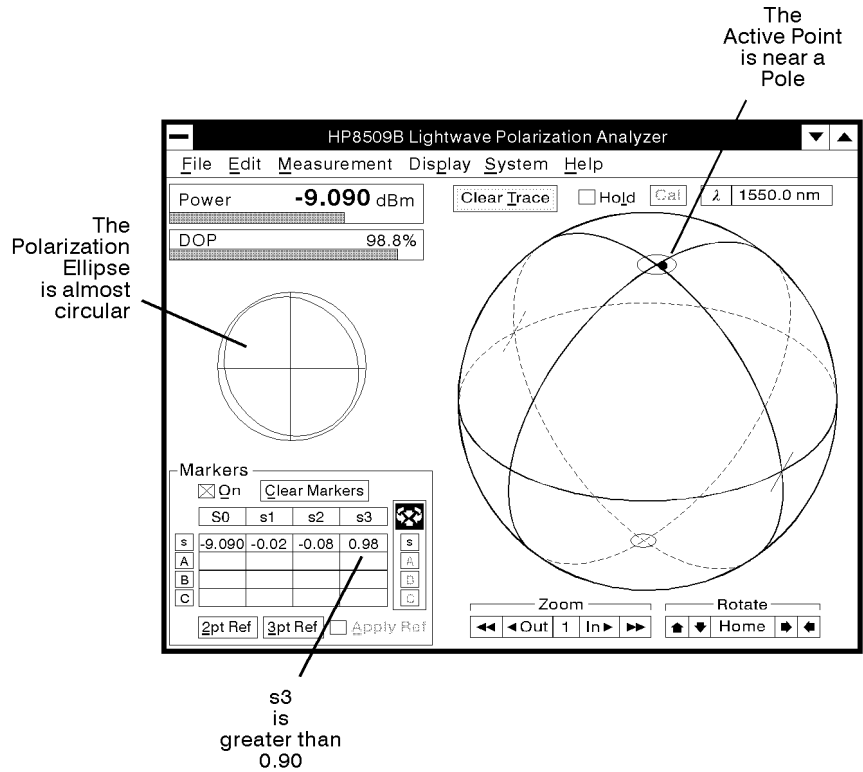 The
Active Point
is near a
Pole
HP8509B Lightwave Polarization Analyzer
File Edit Measurement Display System Help
Power -9.090 dBm
Clear Trace Hold Cal λ 1550.0 nm
DOP 98.8%
The
Polarization
Ellipse
is almost
circular
Markers
On Clear Markers
S0 s1 s2 s3
s -9.090 -0.02 -0.08 0.98 s
A A
B D
C C
Zoom Rotate
2pt Ref 3pt Ref Apply Ref
Out 1 In Home
s3
is
greater than
0.90